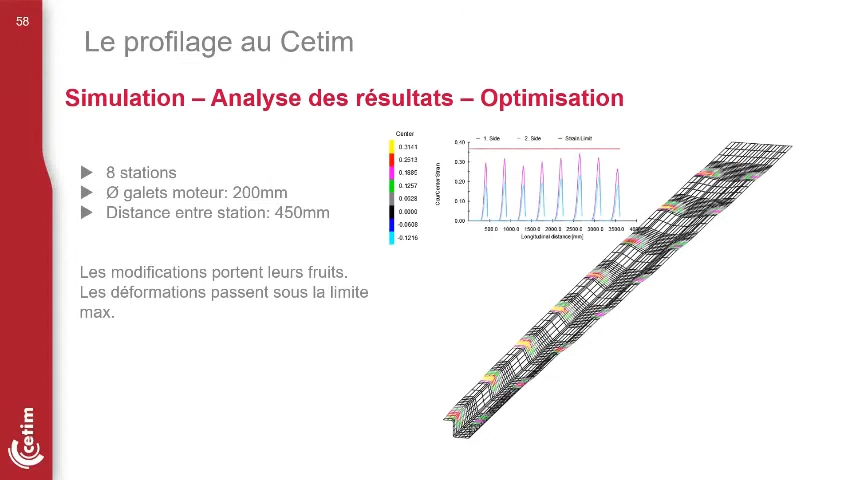 58
Le profilage au Cetim
Simulation – Analyse des résultats – Optimisation
8 stations
Ø galets moteur: 200mm
Distance entre station: 450mm
Les modifications portent leurs fruits.
Les déformations passent sous la limite
max.
Center
0.3141
0.2513
0.1885
0.1257
0.0628
0.0000
-0.0608
-0.1216
1. Side
2. Side
Strain Limit
0.40
0.30
0.20
0.10
0.00
500.0 1000.0 1500.0 2000.0 2500.0 3000.0 3500.0
Longitudinal distance [mm]
cetim